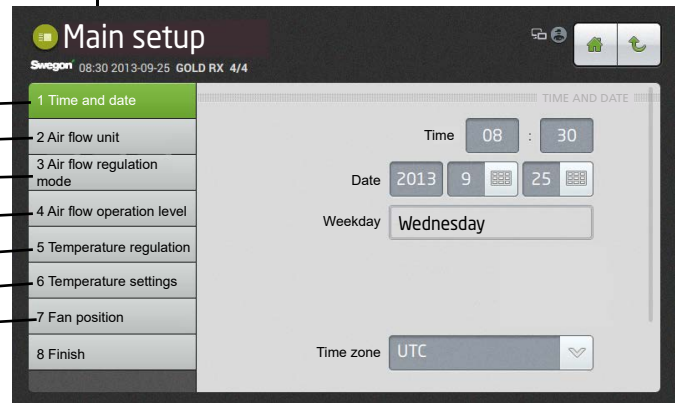 Main setup
Swegon 08:30 2013-09-25 GOLD RX 4/4
1 Time and date
2 Air flow unit
3 Air flow regulation
mode
4 Air flow operation level
5 Temperature regulation
6 Temperature settings
7 Fan position
8 Finish
TIME AND DATE
Time 08 : 30
Date 2013 9 25
Weekday Wednesday
Time zone UTC